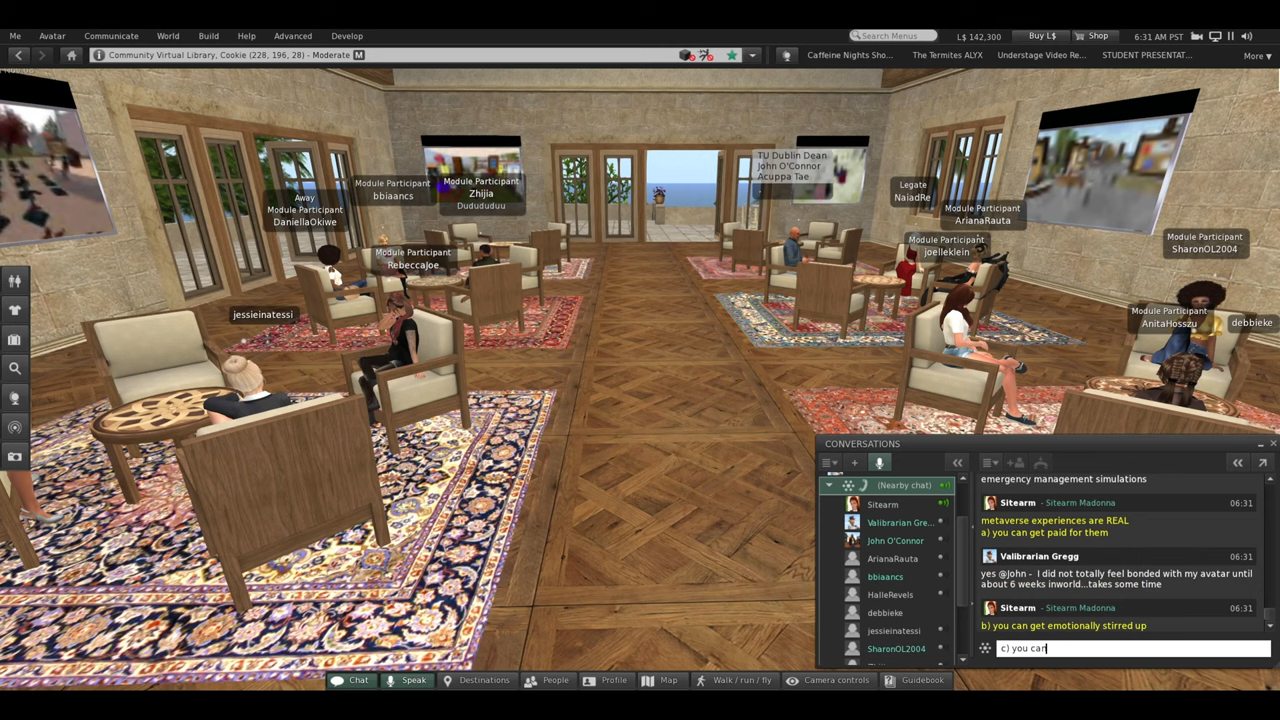 Me Avatar Communicate World Build Help Advanced Develop
Search Menus
L$ 142,300
Buy L$
Shop
6:31 AM PST
Community Virtual Library, Cookie (228, 196, 28) - Moderate M
Caffeine Nights Sho...
The Termites ALYX
Understage Video Re...
STUDENT PRESENTAT...
More ▼
TU Dublin Dean
John O'Connor
Acuppa Tae
Module Participant
bbiaancs
Module Participant
Zhijia
Dudududuu
Away
Module Participant
DaniellaOkiwe
Legate
NaiadRe
Module Participant
ArianaRauta
Module Participant
SharonOL2004
Module Participant
joelleklein
Module Participant
RebeccaJoe
jessieinatessi
Module Participant
AnitaHosszu
debbieke
CONVERSATIONS
(Nearby chat)
Sitearm
Valibrarian Gre...
John O'Connor
ArianaRauta
bbiaancs
HalleRevels
debbieke
jessieinatessi
SharonOL2004
emergency management simulations
Sitearm - Sitearm Madonna 06:31
metaverse experiences are REAL
a) you can get paid for them
Valibrarian Gregg 06:31
yes @John - I did not totally feel bonded with my avatar until
about 6 weeks inworld...takes some time
Sitearm - Sitearm Madonna 06:31
b) you can get emotionally stirred up
c) you can
Chat
Speak
Destinations
People
Profile
Map
Walk / run / fly
Camera controls
Guidebook